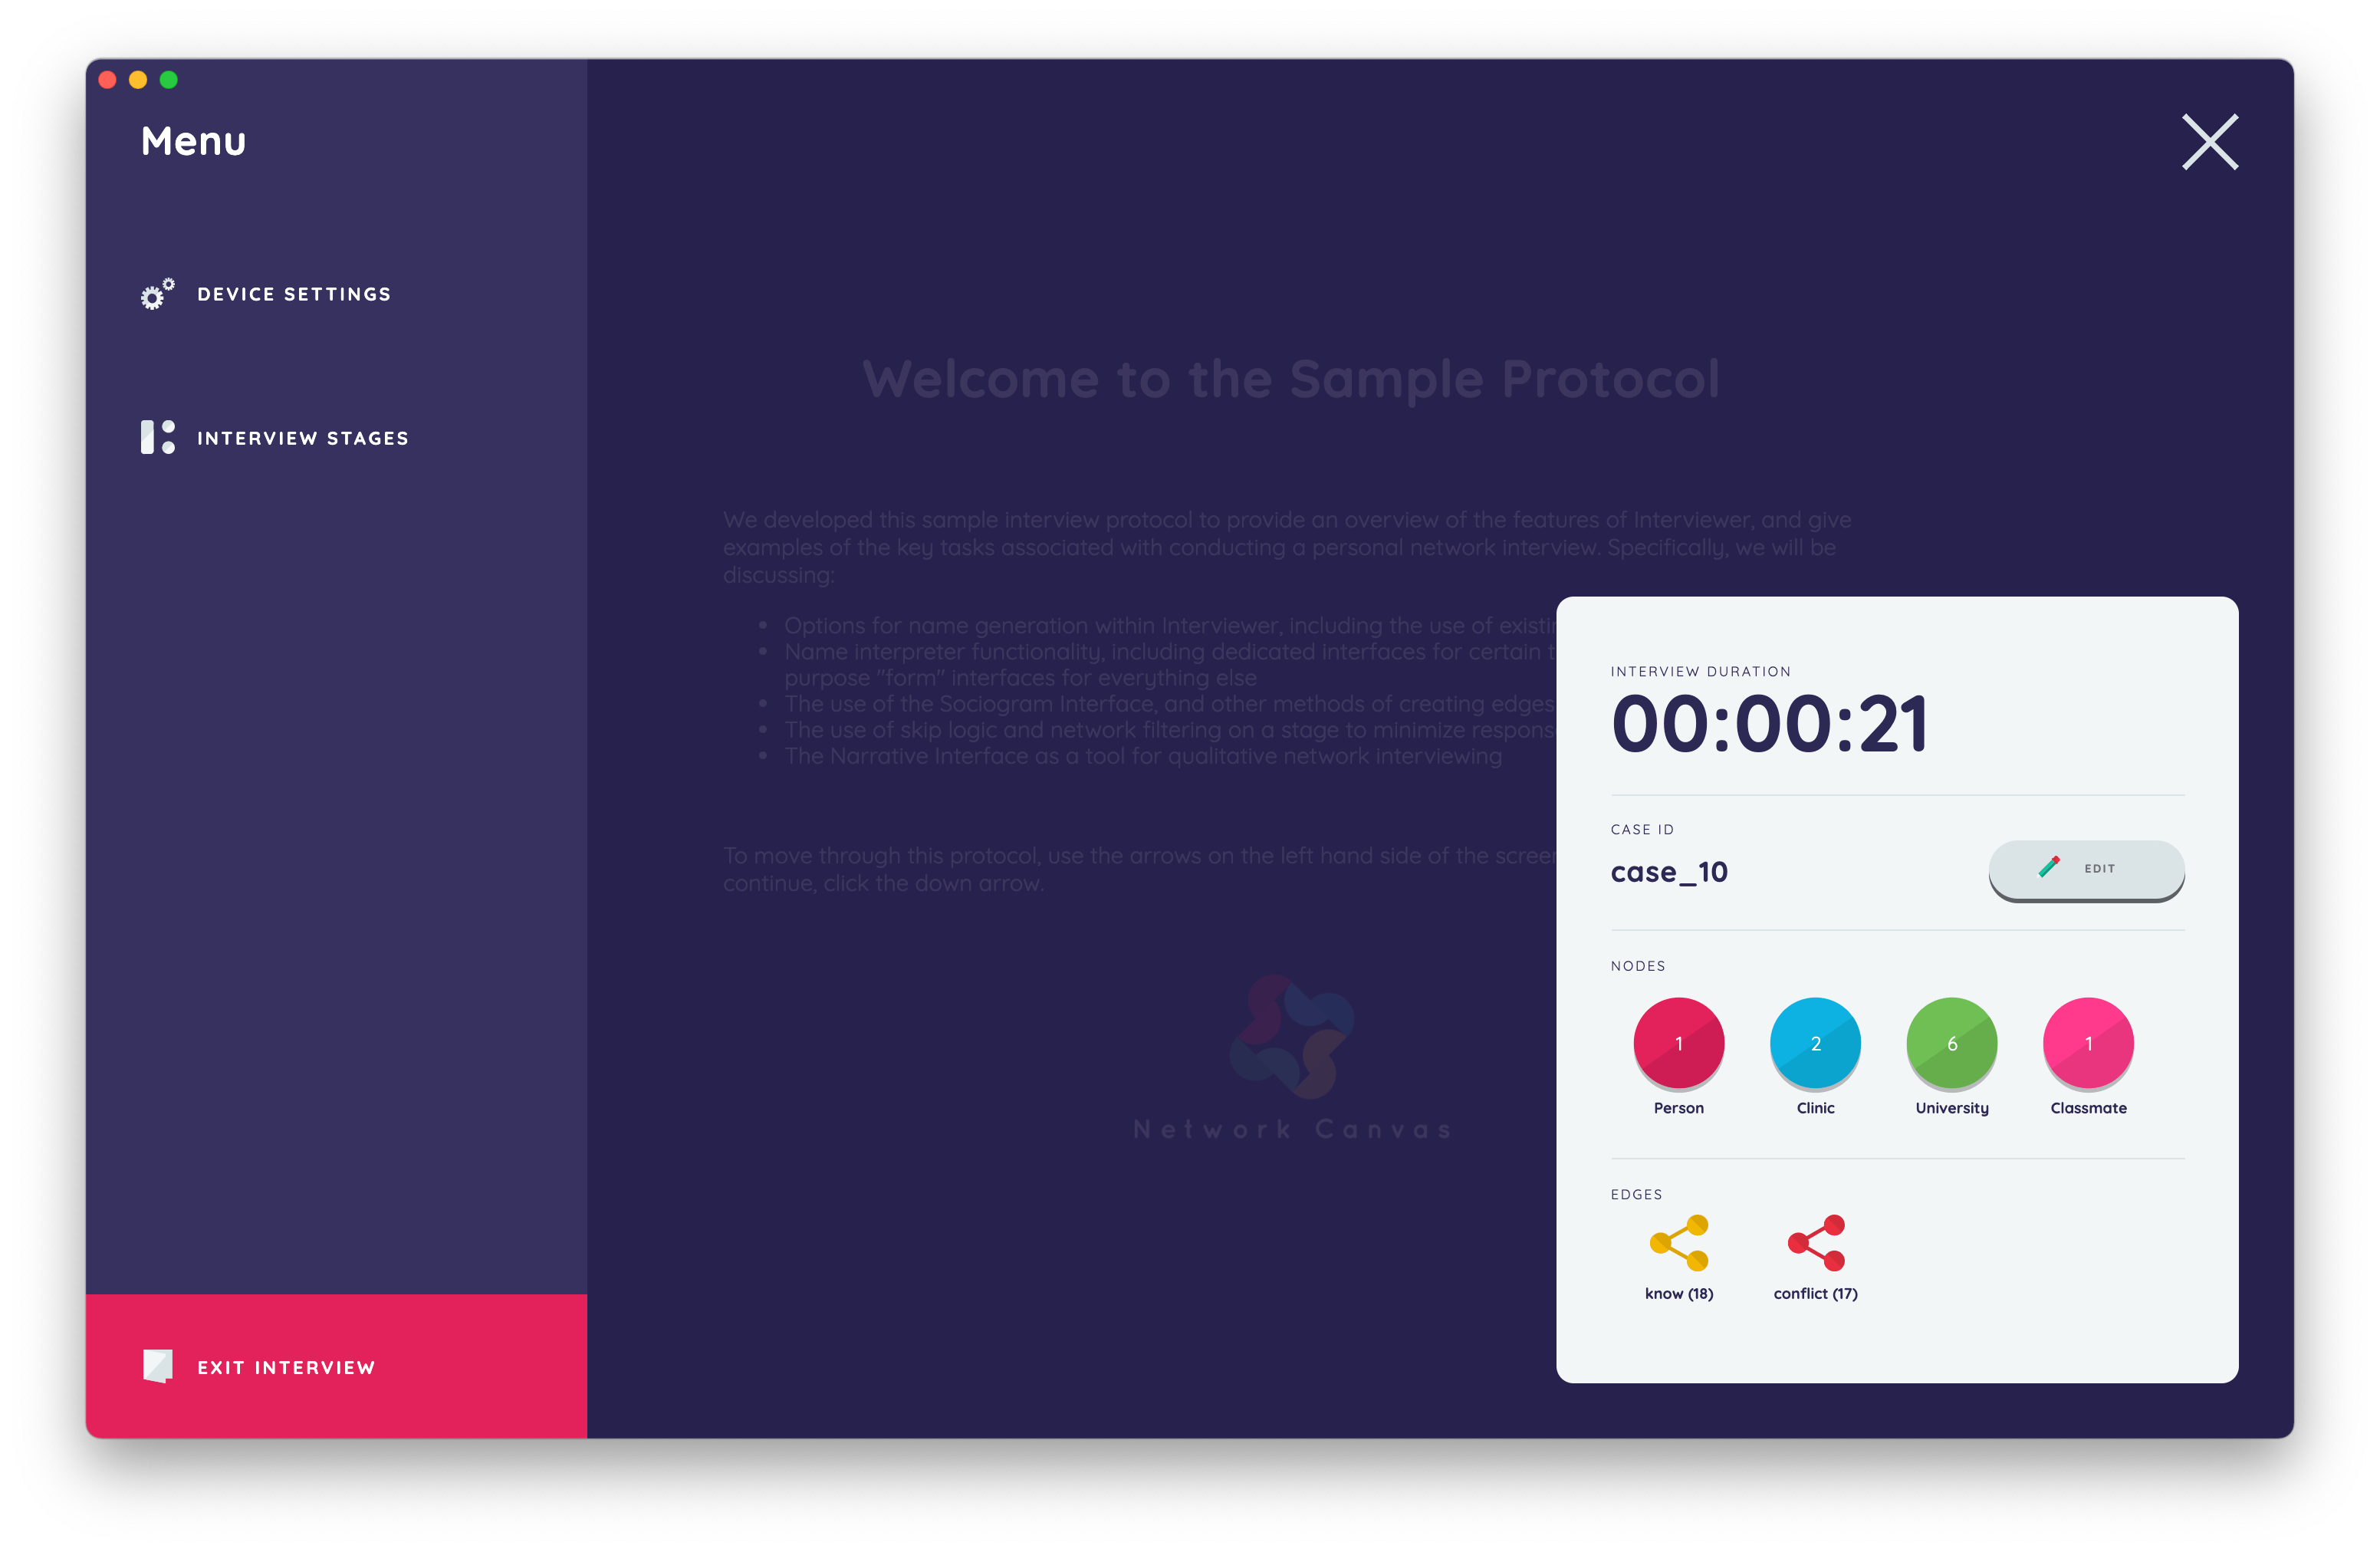 Menu
DEVICE SETTINGS
INTERVIEW STAGES
EXIT INTERVIEW
Welcome to the Sample Protocol
We developed this sample interview protocol to provide an overview of the features of Interviewer, and give
examples of the key tasks associated with conducting a personal network interview. Specifically, we will be
discussing:
• Options for name generation within Interviewer, including the use of existin
• Name interpreter functionality, including dedicated interfaces for certain t
purpose "form" interfaces for everything else
• The use of the Sociogram Interface, and other methods of creating edges
• The use of skip logic and network filtering on a stage to minimize respons
• The Narrative Interface as a tool for qualitative network interviewing
To move through this protocol, use the arrows on the left hand side of the screen
continue, click the down arrow.
Network Canvas
INTERVIEW DURATION
00:00:21
CASE ID
case_10
EDIT
NODES
1 2 6 1
Person Clinic University Classmate
EDGES
know (18) conflict (17)